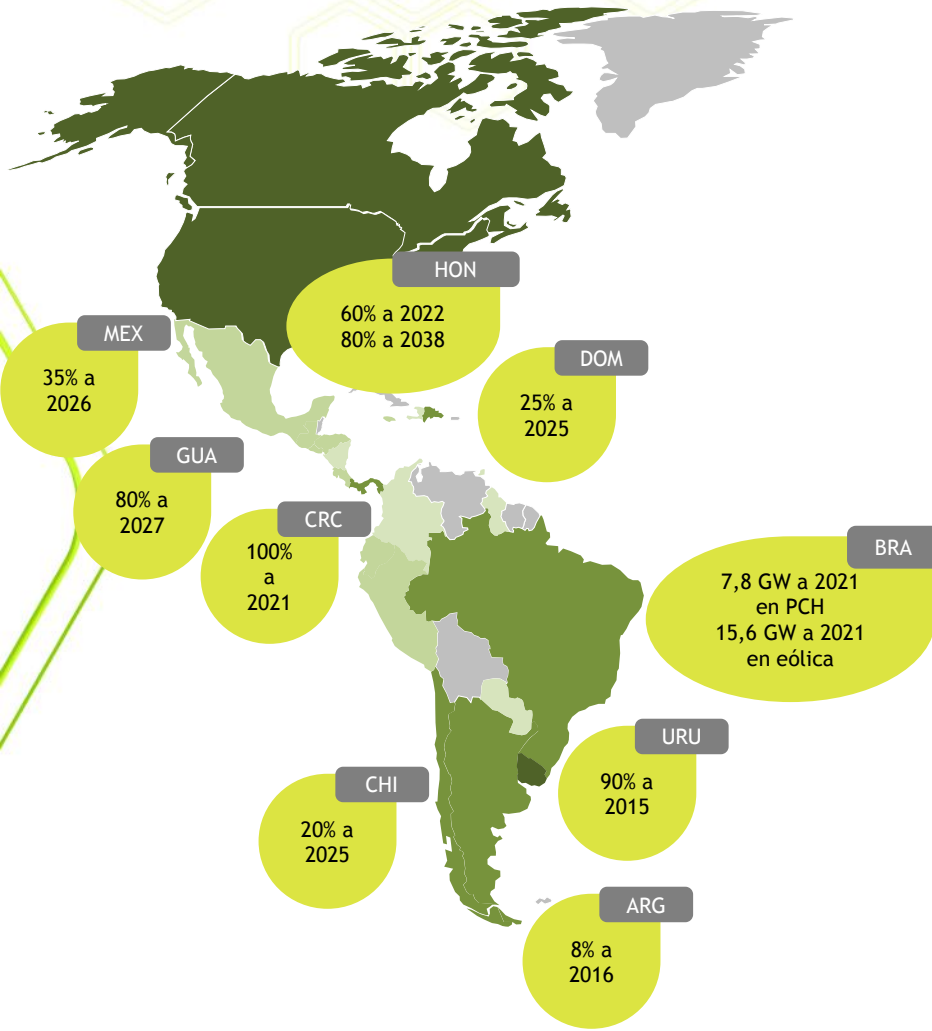 HON
60% a 2022
80% a 2038
MEX
35% a
2026
DOM
25% a
2025
GUA
80% a
2027
CRC
100%
a
2021
BRA
7,8 GW a 2021
en PCH
15,6 GW a 2021
en eólica
URU
90% a
2015
CHI
20% a
2025
ARG
8% a
2016